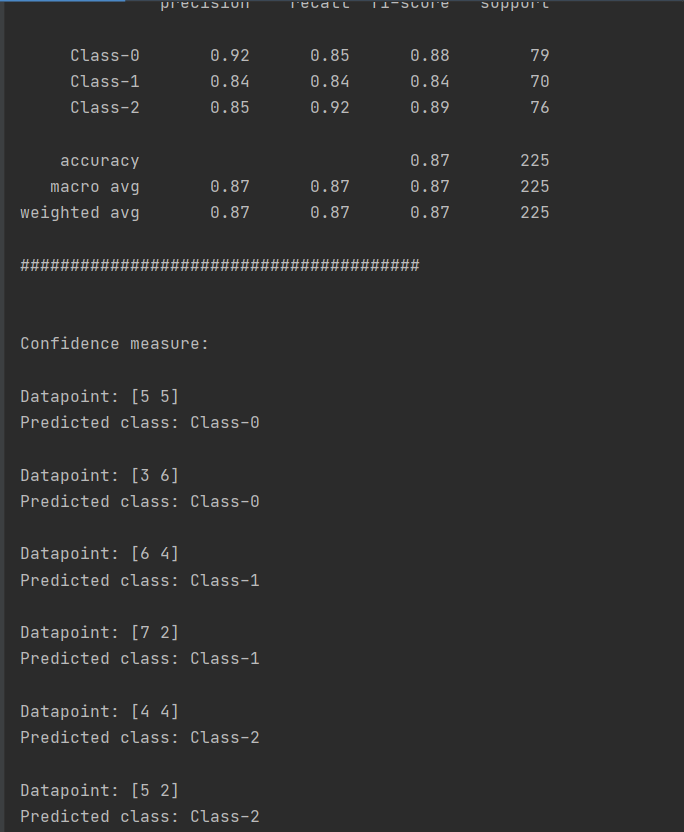 precision    recall  f1-score   support

     Class-0       0.92      0.85      0.88        79
     Class-1       0.84      0.84      0.84        70
     Class-2       0.85      0.92      0.89        76

    accuracy                           0.87       225
   macro avg       0.87      0.87      0.87       225
weighted avg       0.87      0.87      0.87       225

########################################

Confidence measure:

Datapoint: [5 5]
Predicted class: Class-0

Datapoint: [3 6]
Predicted class: Class-0

Datapoint: [6 4]
Predicted class: Class-1

Datapoint: [7 2]
Predicted class: Class-1

Datapoint: [4 4]
Predicted class: Class-2

Datapoint: [5 2]
Predicted class: Class-2